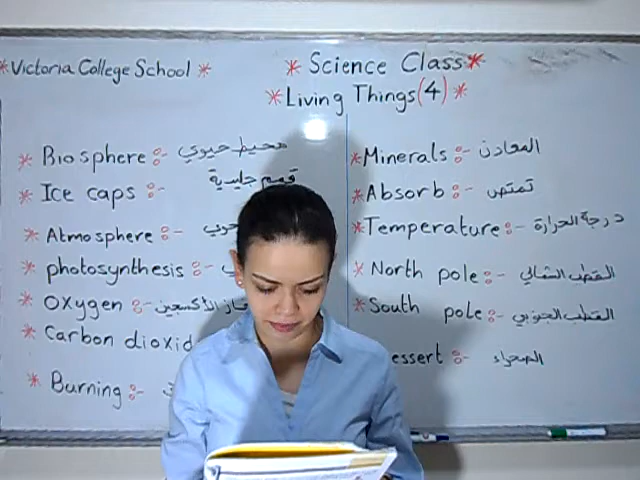 *Victoria College School *
* Science Class *
* Living Things (4) *
* Biosphere :- محيط حيوي
* Ice caps :- قمم جليدية
* Atmosphere :-
* photosynthesis :-
* Oxygen :- غاز الأكسجين
* Carbon dioxid
* Burning :-
* Minerals :- المعادن
* Absorb :- تمتص
* Temperature :- درجة الحرارة
* North pole :- القطب الشمالي
* South pole :- القطب الجنوبي
essert :- الصحراء